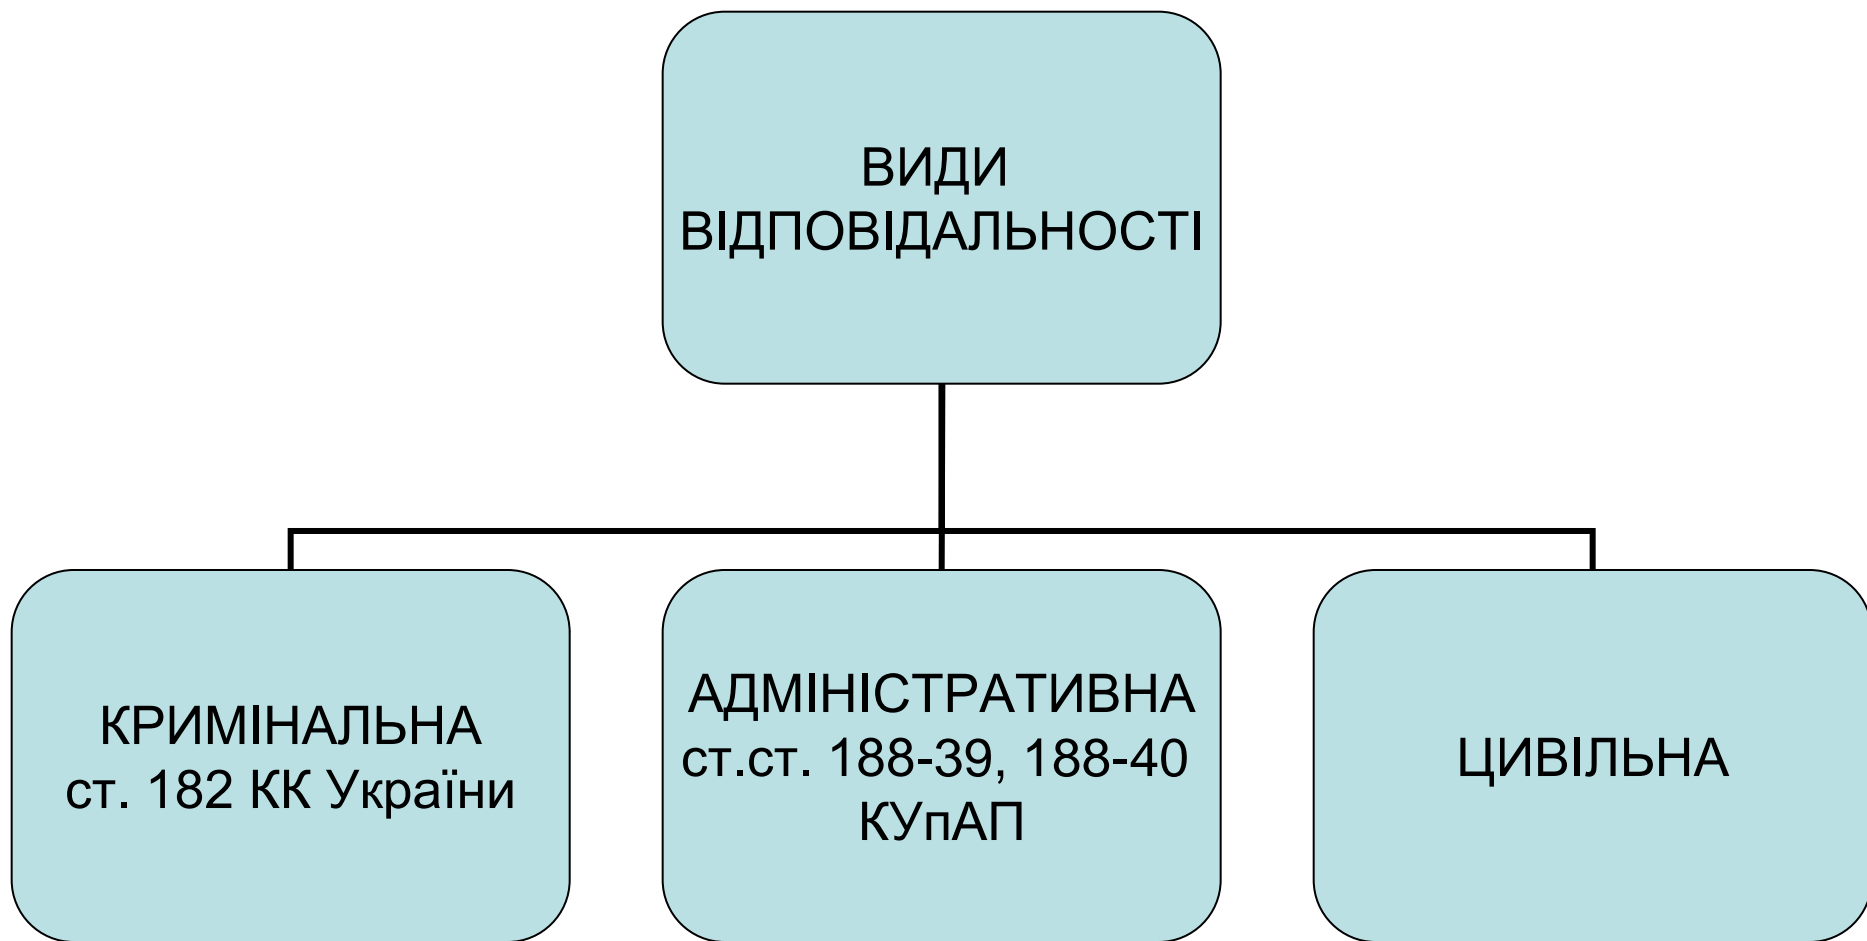 ВИДИ
ВІДПОВІДАЛЬНОСТІ
КРИМІНАЛЬНА
ст. 182 КК України
АДМІНІСТРАТИВНА
ст.ст. 188-39, 188-40
КУпАП
ЦИВІЛЬНА